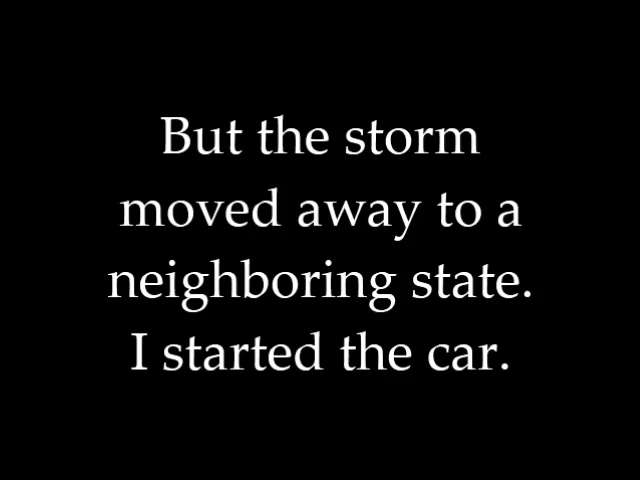 But the storm
moved away to a
neighboring state.
I started the car.